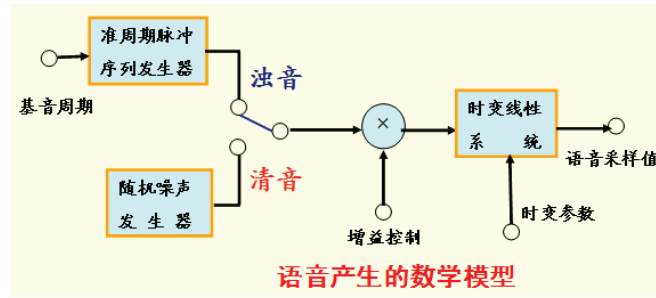 准周期脉冲
序列发生器
基音周期
浊音
清音
随机噪声
发生器
×
增益控制
时变线性
系统
语音采样值
时变参数
语音产生的数学模型